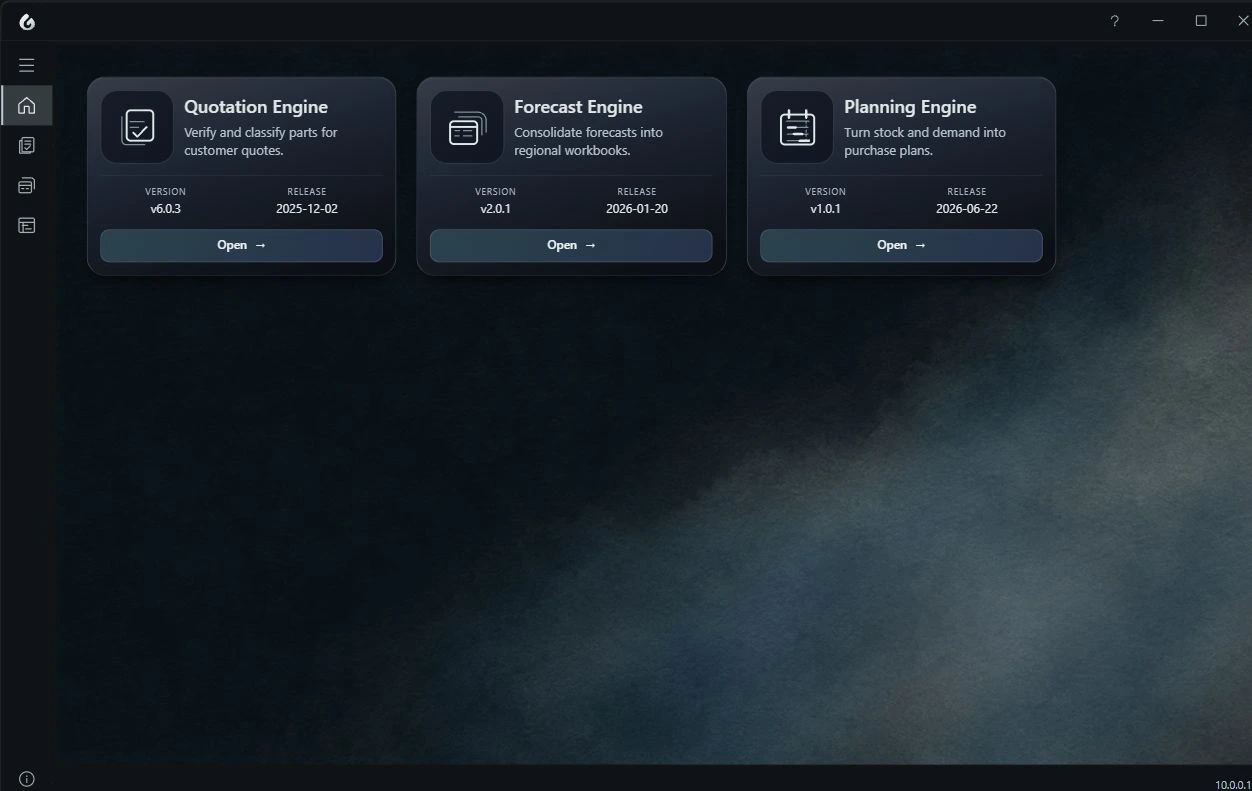 ?
Quotation Engine
Verify and classify parts for
customer quotes.
VERSION
RELEASE
v6.0.3
2025-12-02
Open →
Forecast Engine
Consolidate forecasts into
regional workbooks.
VERSION
RELEASE
v2.0.1
2026-01-20
Open →
Planning Engine
Turn stock and demand into
purchase plans.
VERSION
RELEASE
v1.0.1
2026-06-22
Open →
10.0.0.1